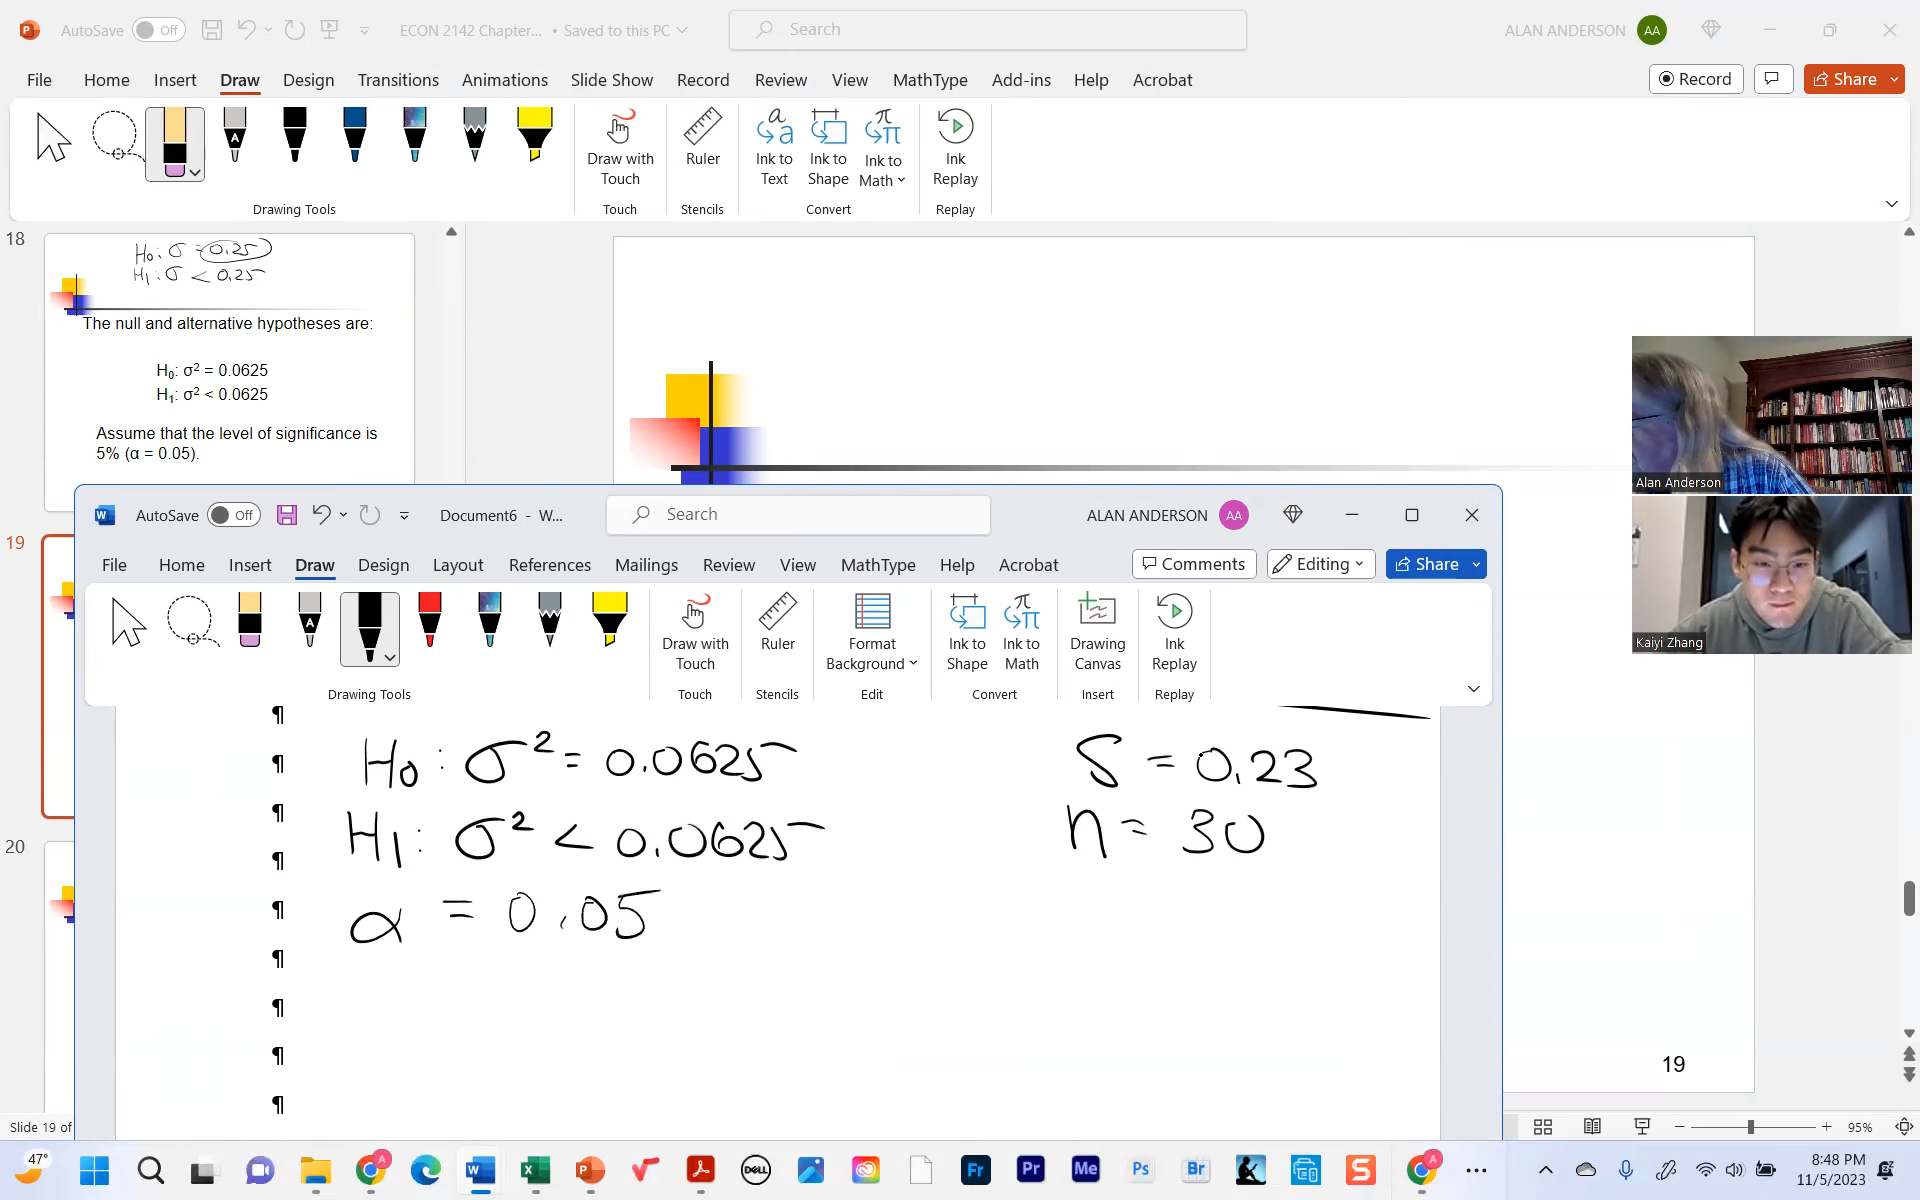 AutoSave Off ECON 2142 Chapter... • Saved to this PC Search ALAN ANDERSON AA
File Home Insert Draw Design Transitions Animations Slide Show Record Review View MathType Add-ins Help Acrobat Record Share
Draw with Touch Ruler Ink to Text Ink to Shape Ink to Math Ink Replay
Drawing Tools Touch Stencils Convert Replay
18
H0: σ = 0.25
H1: σ < 0.25
The null and alternative hypotheses are:
H0: σ² = 0.0625
H1: σ² < 0.0625
Assume that the level of significance is
5% (α = 0.05).
19
20
Alan Anderson
Kaiyi Zhang
AutoSave Off Document6 - W... Search ALAN ANDERSON AA
File Home Insert Draw Design Layout References Mailings Review View MathType Help Acrobat Comments Editing Share
Draw with Touch Ruler Format Background Ink to Shape Ink to Math Drawing Canvas Ink Replay
Drawing Tools Touch Stencils Edit Convert Insert Replay
H0: σ² = 0.0625 S = 0.23
H1: σ² < 0.0625 n = 30
α = 0.05
19
Slide 19 of 95%
47° DELL Fr Pr Me Ps Br S 8:48 PM
11/5/2023